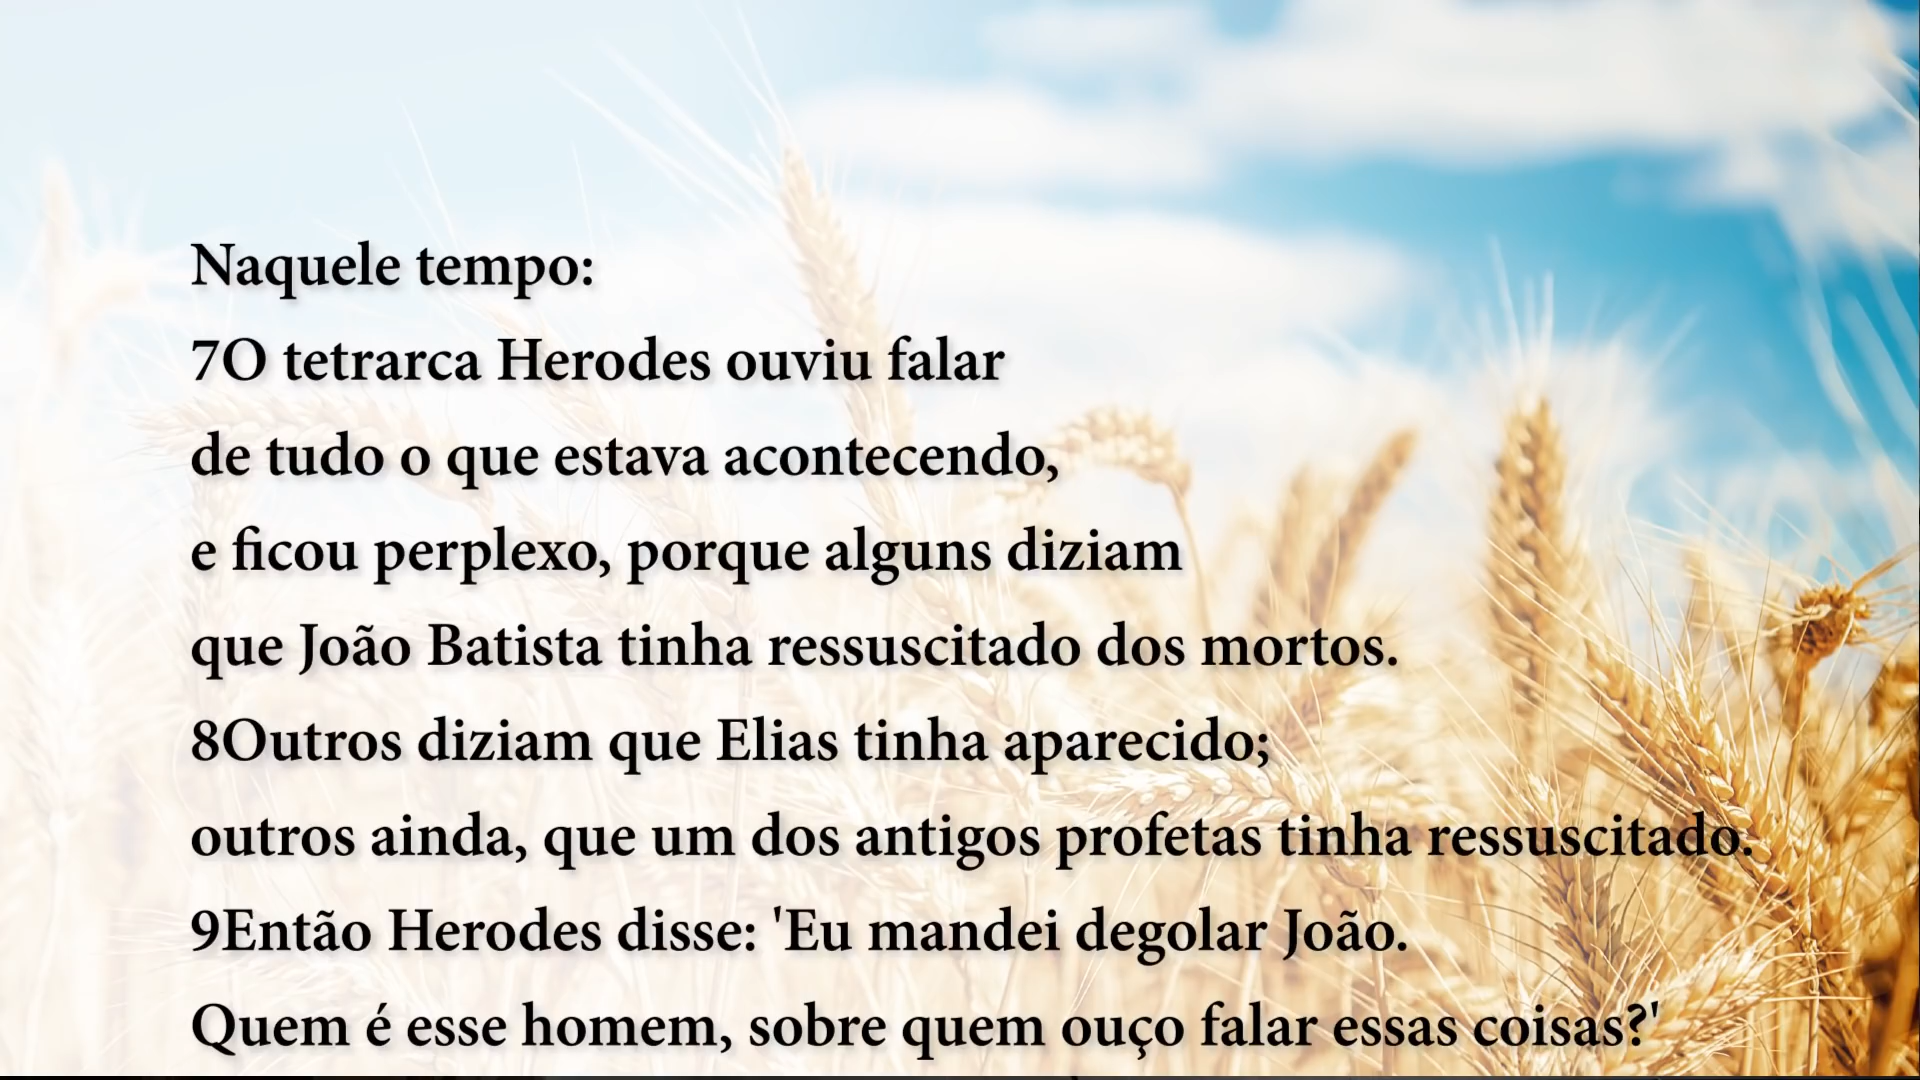 Naquele tempo:
7O tetrarca Herodes ouviu falar
de tudo o que estava acontecendo,
e ficou perplexo, porque alguns diziam
que João Batista tinha ressuscitado dos mortos.
8Outros diziam que Elias tinha aparecido;
outros ainda, que um dos antigos profetas tinha ressuscitado.
9Então Herodes disse: 'Eu mandei degolar João.
Quem é esse homem, sobre quem ouço falar essas coisas?'